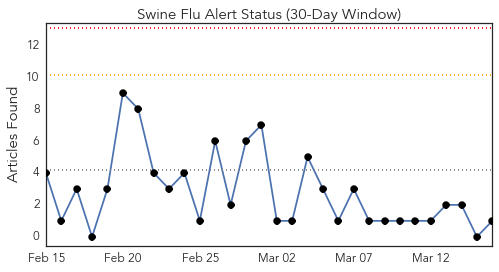 Swine Flu Alert Status (30-Day Window)
Articles Found
12
10
8
6
4
2
0
Feb 15 Feb 20 Feb 25 Mar 02 Mar 07 Mar 12